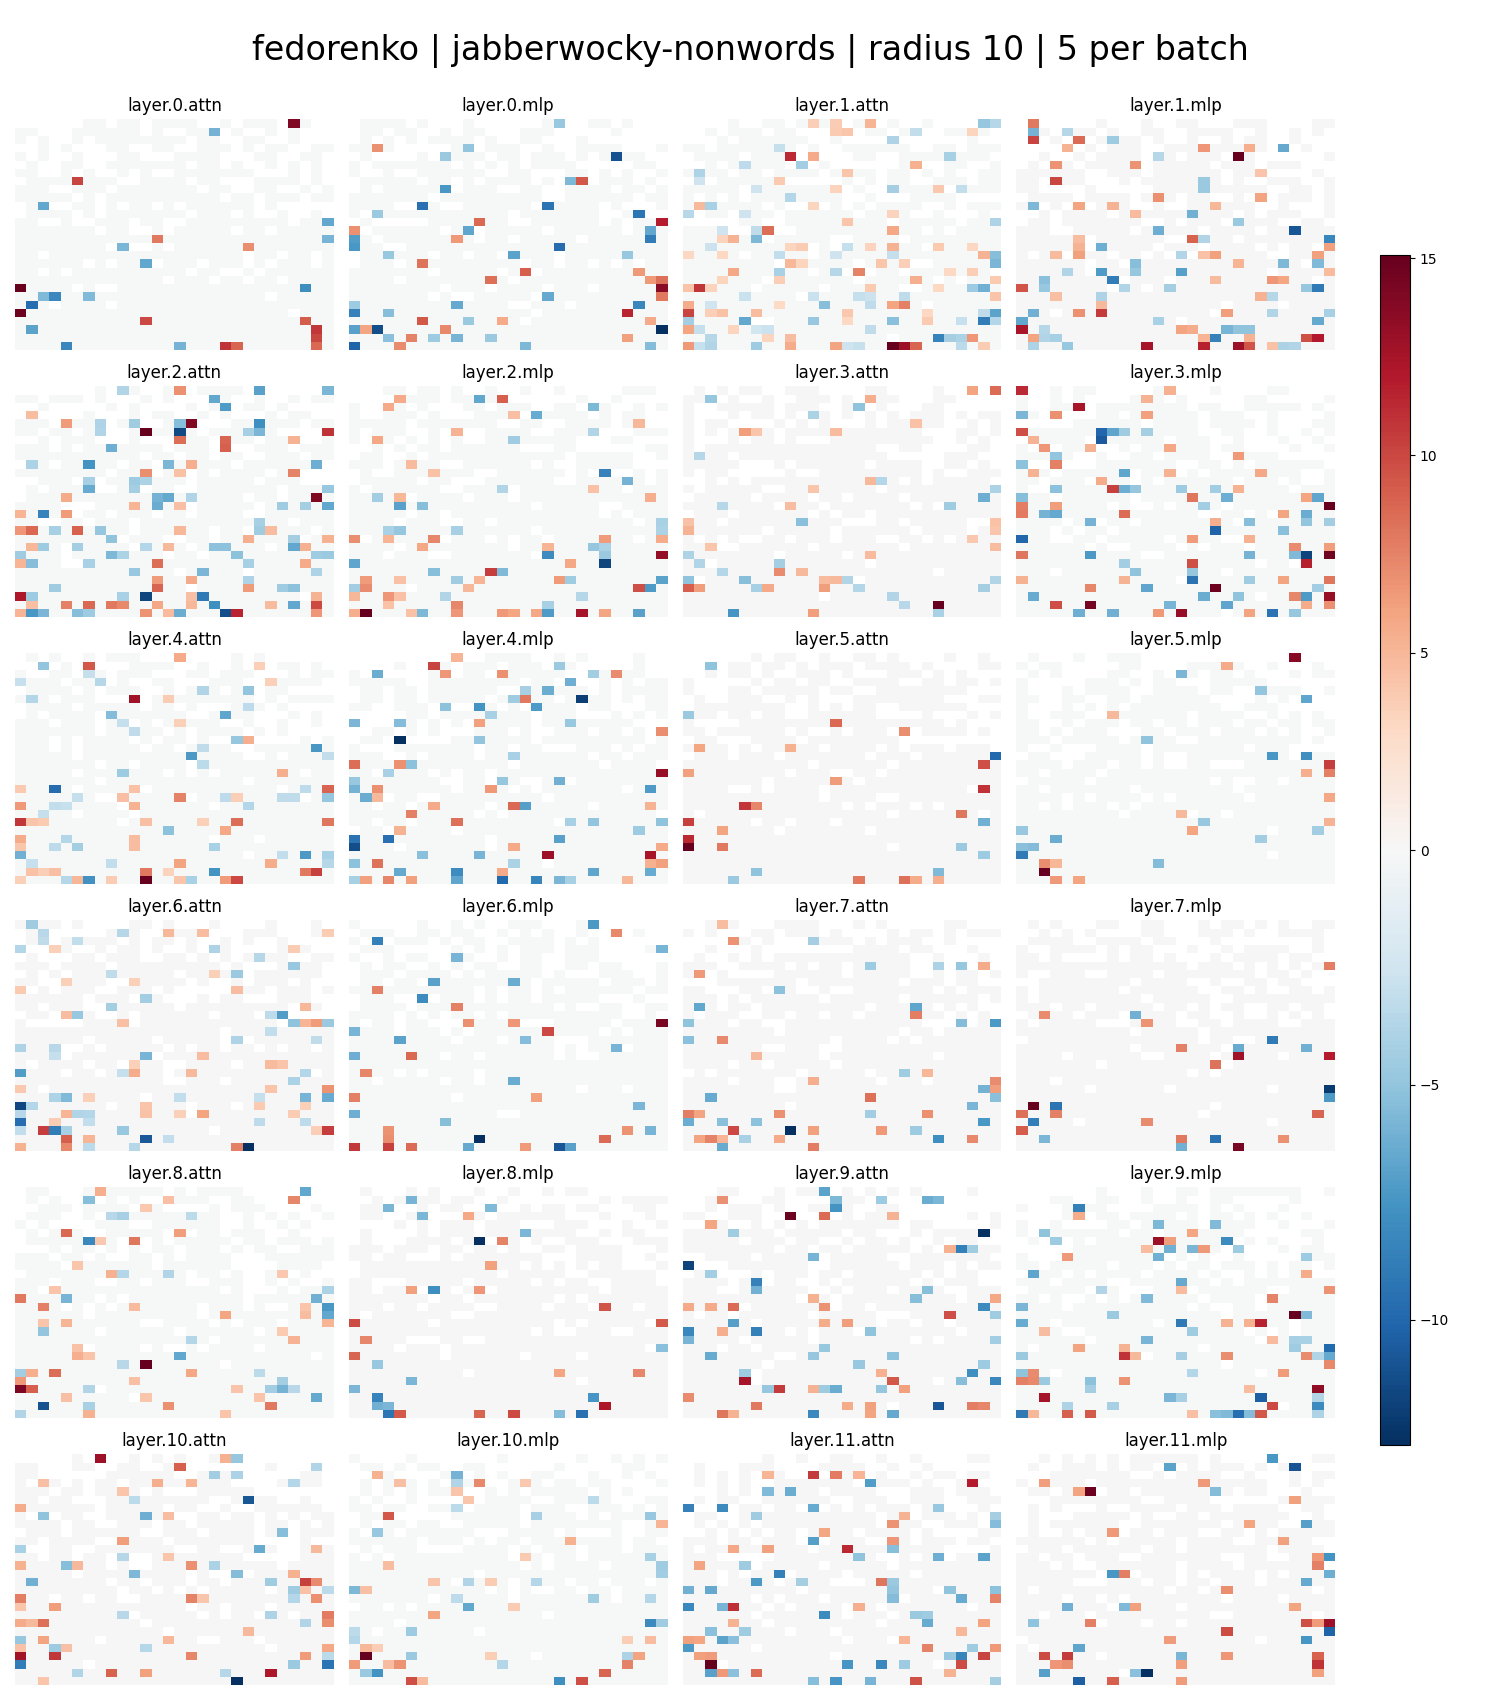 fedorenko | jabberwocky-nonwords | radius 10 | 5 per batch
layer.0.attn
layer.0.mlp
layer.1.attn
layer.1.mlp
layer.2.attn
layer.2.mlp
layer.3.attn
layer.3.mlp
layer.4.attn
layer.4.mlp
layer.5.attn
layer.5.mlp
layer.6.attn
layer.6.mlp
layer.7.attn
layer.7.mlp
layer.8.attn
layer.8.mlp
layer.9.attn
layer.9.mlp
layer.10.attn
layer.10.mlp
layer.11.attn
layer.11.mlp
15
10
5
0
−5
−10